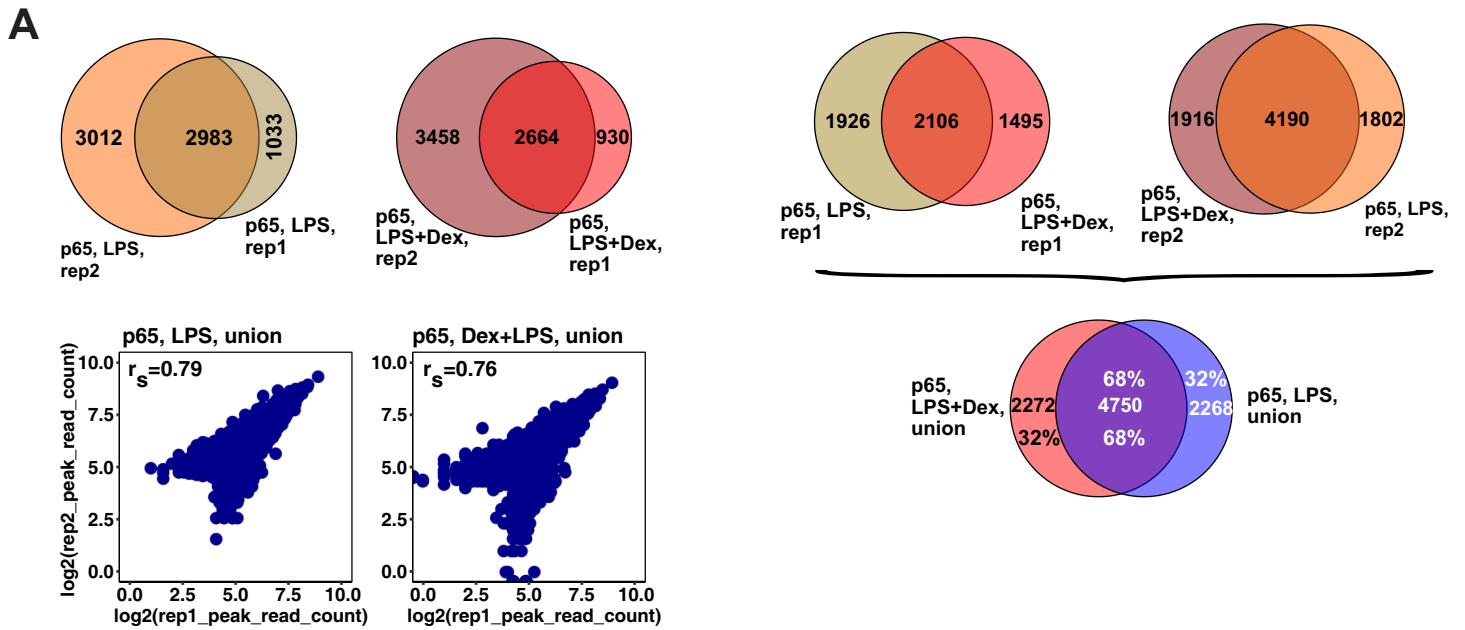 A
3012
2983
1033
p65, LPS,
rep2
p65, LPS,
rep1
3458
2664
930
p65,
LPS+Dex,
rep2
p65,
LPS+Dex,
rep1
1926
2106
1495
p65, LPS,
rep1
p65,
LPS+Dex,
rep1
1916
4190
1802
p65,
LPS+Dex,
rep2
p65, LPS,
rep2
p65, LPS, union
rs=0.79
log2(rep2_peak_read_count)
10.0
7.5
5.0
2.5
0.0
0.0 2.5 5.0 7.5 10.0
log2(rep1_peak_read_count)
p65, Dex+LPS, union
rs=0.76
10.0
7.5
5.0
2.5
0.0
0.0 2.5 5.0 7.5 10.0
log2(rep1_peak_read_count)
p65,
LPS+Dex,
union
2272
32%
68%
4750
68%
32%
2268
p65, LPS,
union